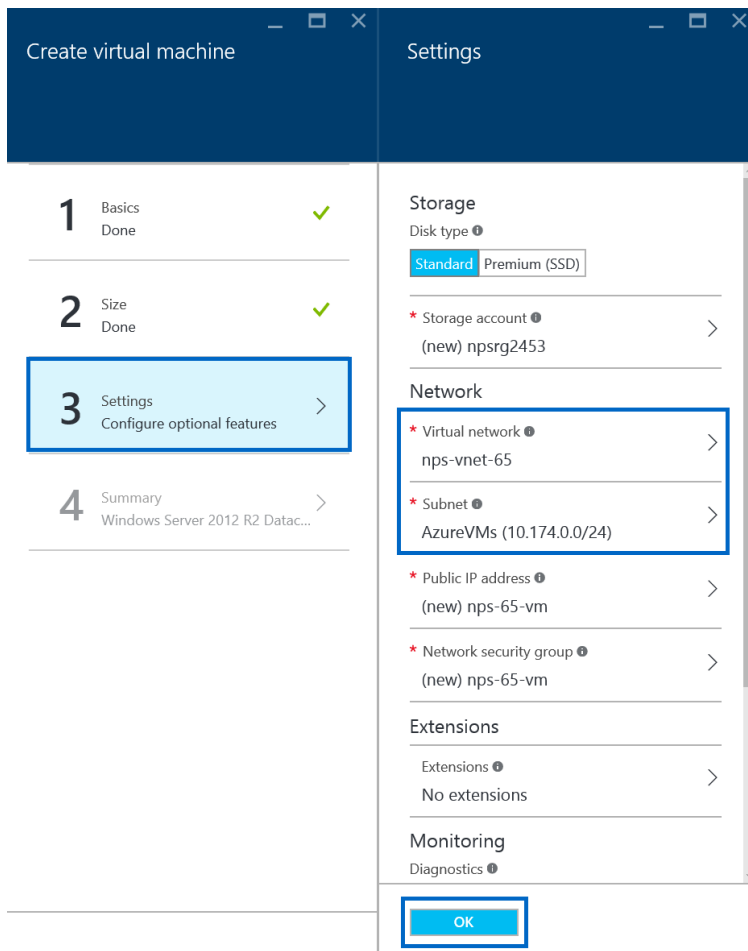 Create virtual machine
1
Basics
Done
2
Size
Done
3
Settings
Configure optional features
4
Summary
Windows Server 2012 R2 Datac...
Settings
Storage
Disk type
Standard Premium (SSD)
* Storage account
(new) npsrg2453
Network
* Virtual network
nps-vnet-65
* Subnet
AzureVMs (10.174.0.0/24)
* Public IP address
(new) nps-65-vm
* Network security group
(new) nps-65-vm
Extensions
Extensions
No extensions
Monitoring
Diagnostics
OK